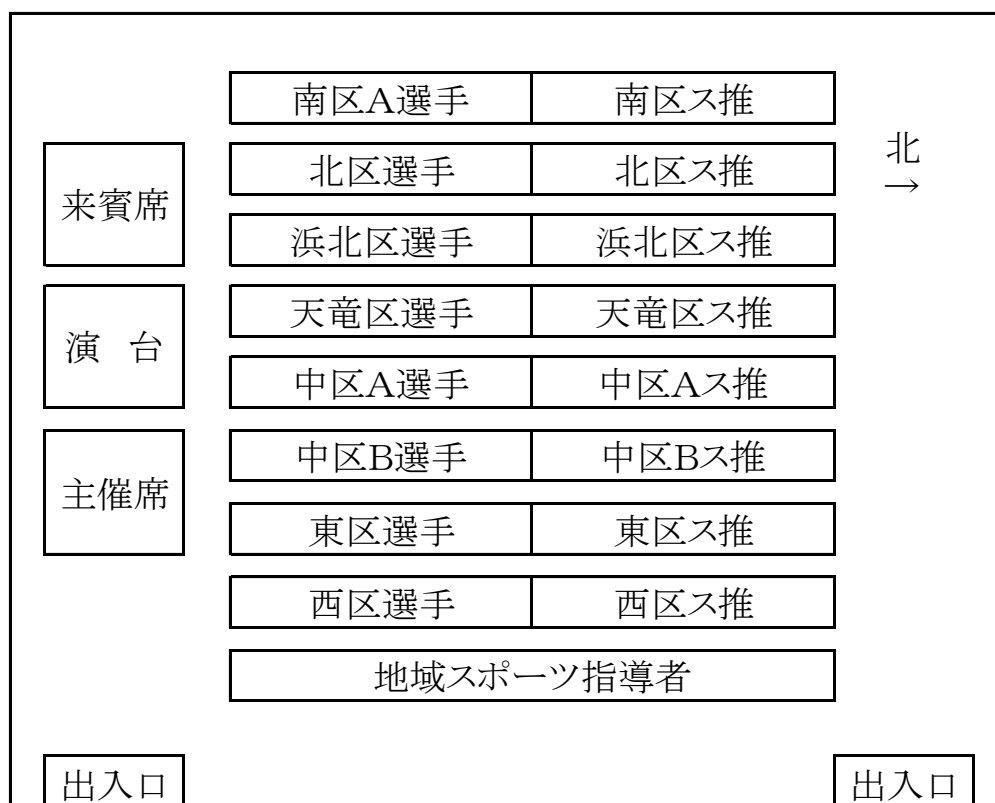 南区A選手 南区ス推
北
→
来賓席
北区選手 北区ス推
浜北区選手 浜北区ス推
演 台
天竜区選手 天竜区ス推
中区A選手 中区Aス推
主催席
中区B選手 中区Bス推
東区選手 東区ス推
西区選手 西区ス推
地域スポーツ指導者
出入口 出入口